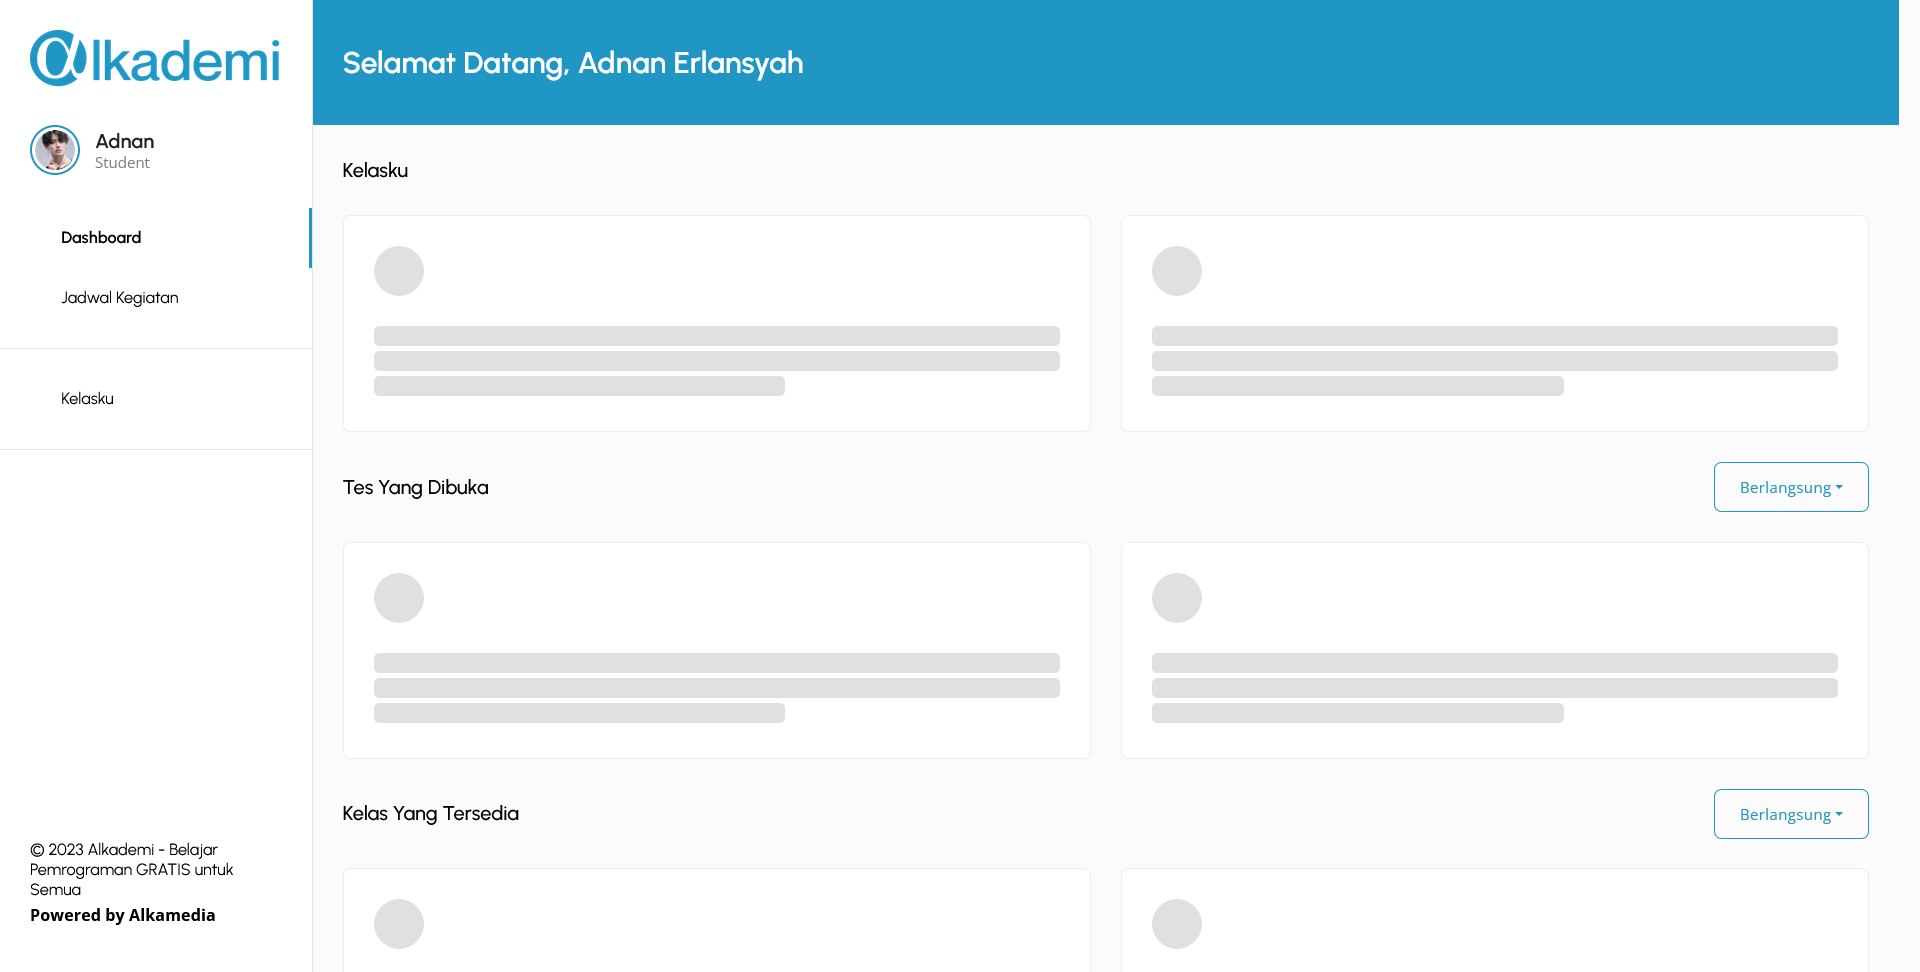 alkademi
Adnan
Student
Dashboard
Jadwal Kegiatan
Kelasku
© 2023 Alkademi - Belajar
Pemrograman GRATIS untuk
Semua
Powered by Alkamedia
Selamat Datang, Adnan Erlansyah
Kelasku
Tes Yang Dibuka
Berlangsung
Kelas Yang Tersedia
Berlangsung